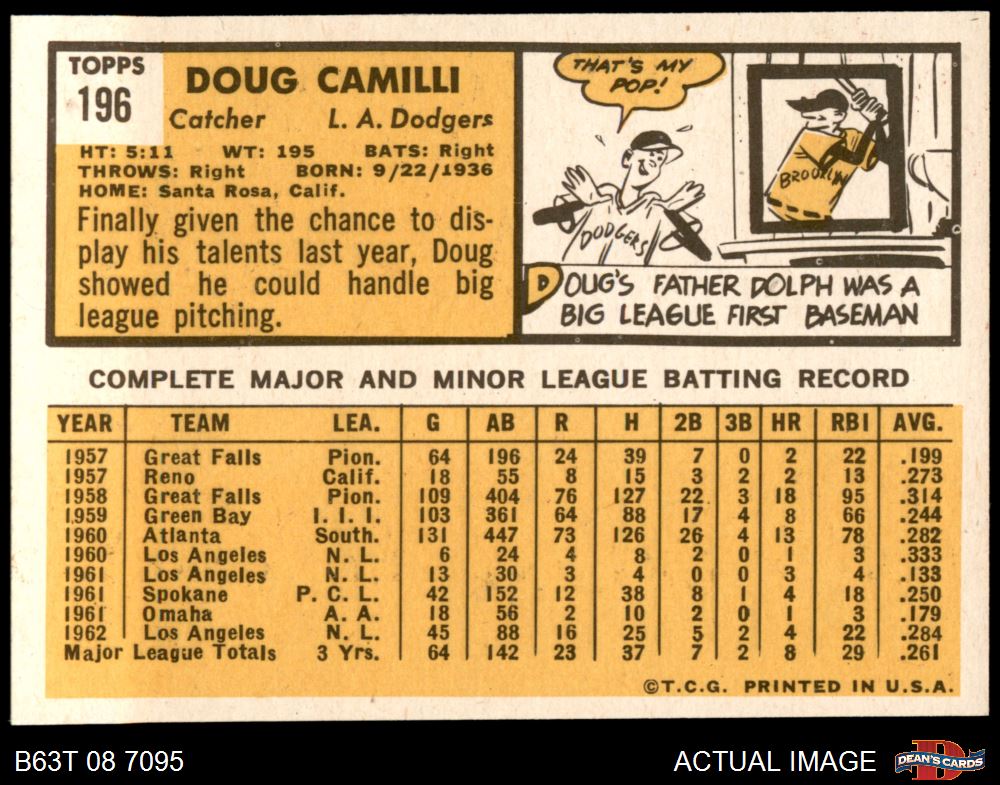 TOPPS
196
DOUG CAMILLI
Catcher L. A. Dodgers
HT: 5:11 WT: 195 BATS: Right
THROWS: Right BORN: 9/22/1936
HOME: Santa Rosa, Calif.
Finally given the chance to dis-
play his talents last year, Doug
showed he could handle big
league pitching.
THAT'S MY
POP!
BROOKLYN
DODGERS
DOUG'S FATHER DOLPH WAS A
BIG LEAGUE FIRST BASEMAN
COMPLETE MAJOR AND MINOR LEAGUE BATTING RECORD
YEAR TEAM LEA. G AB R H 2B 3B HR RBI AVG.
1957 Great Falls Pion. 64 196 24 39 7 0 2 22 .199
1957 Reno Calif. 18 55 8 15 3 2 2 13 .273
1958 Great Falls Pion. 109 404 76 127 22 3 18 95 .314
1959 Green Bay I. I. I. 103 361 64 88 17 4 8 66 .244
1960 Atlanta South. 131 447 73 126 26 4 13 78 .282
1960 Los Angeles N. L. 6 24 4 8 2 0 1 3 .333
1961 Los Angeles N. L. 13 30 3 4 0 0 3 4 .133
1961 Spokane P. C. L. 42 152 12 38 8 1 4 18 .250
1961 Omaha A. A. 18 56 2 10 2 0 1 3 .179
1962 Los Angeles N. L. 45 88 16 25 5 2 4 22 .284
Major League Totals 3 Yrs. 64 142 23 37 7 2 8 29 .261
©T.C.G. PRINTED IN U.S.A.
B63T 08 7095 ACTUAL IMAGE DEAN'S CARDS